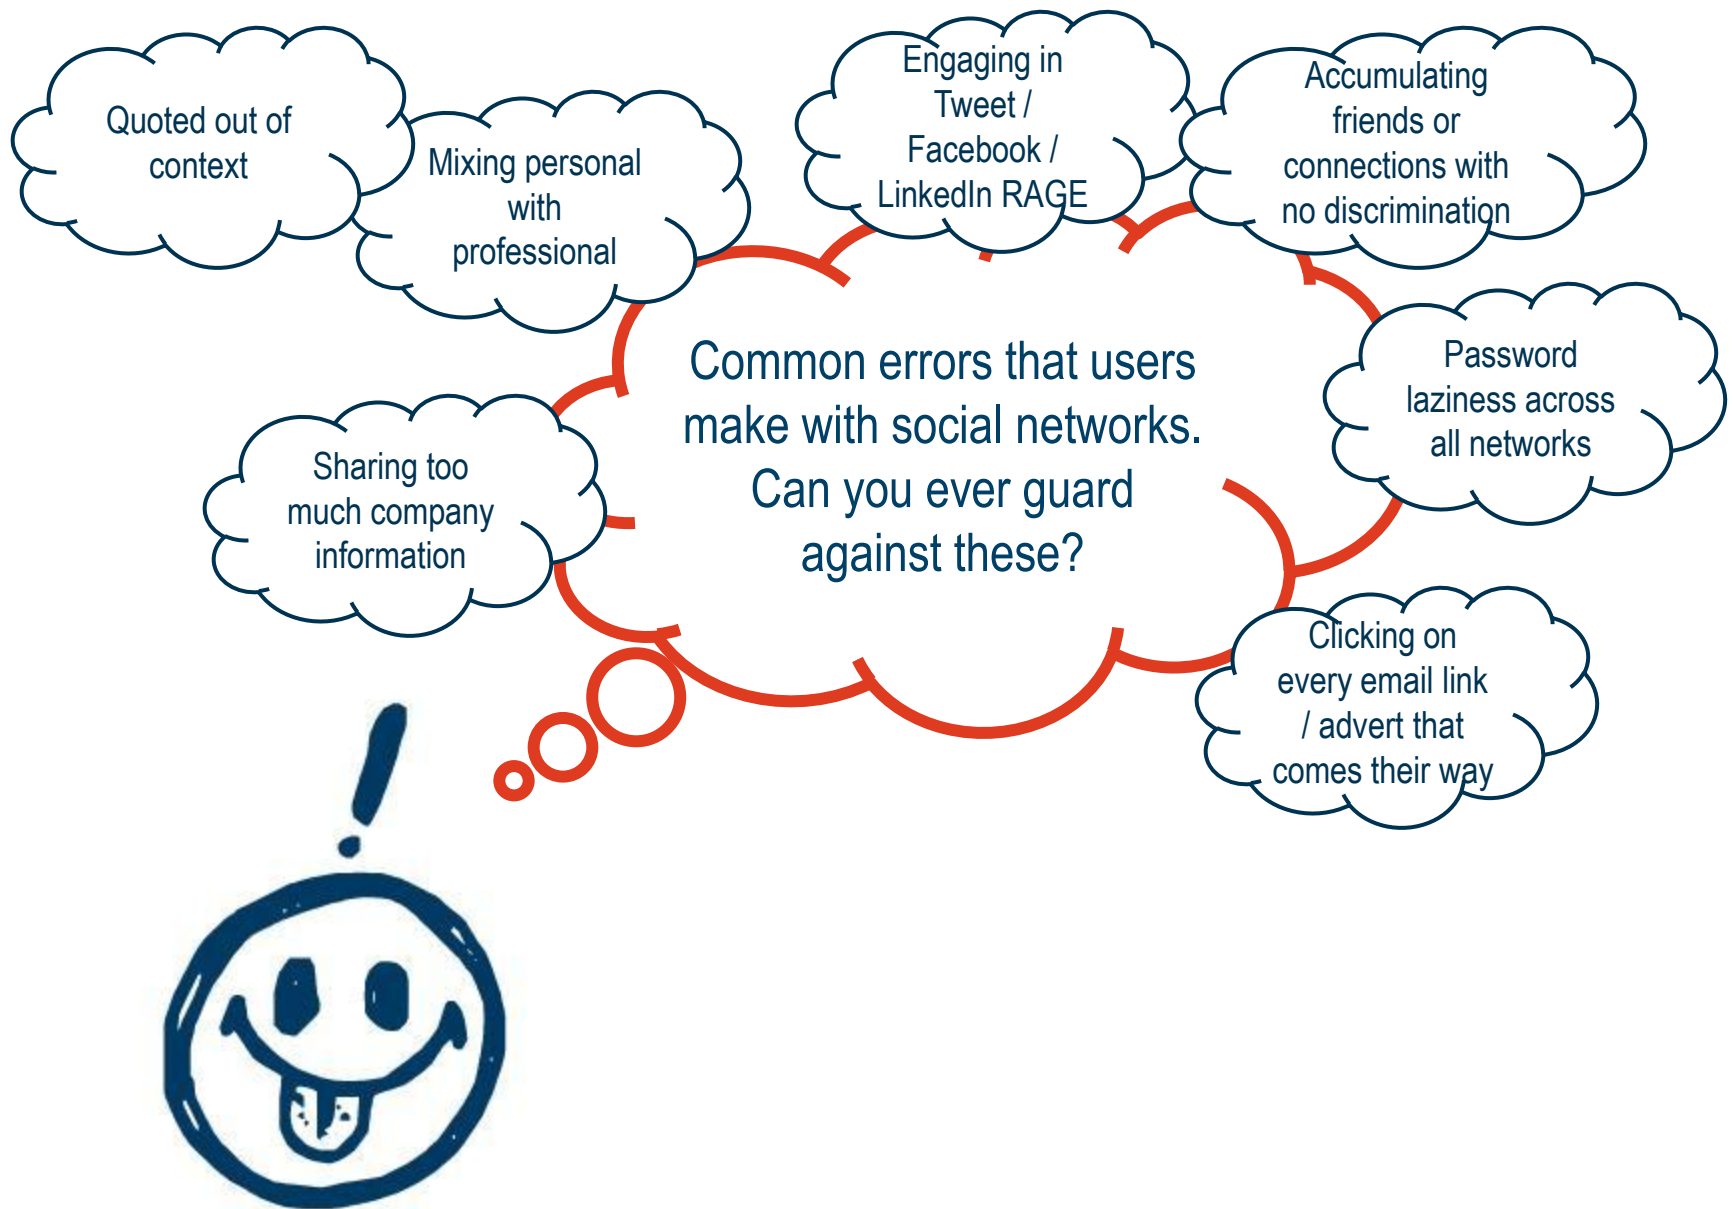 Quoted out of
context
Mixing personal
with
professional
Engaging in
Tweet /
Facebook /
LinkedIn RAGE
Accumulating
friends or
connections with
no discrimination
Password
laziness across
all networks
Common errors that users
make with social networks.
Can you ever guard
against these?
Sharing too
much company
information
Clicking on
every email link
/ advert that
comes their way